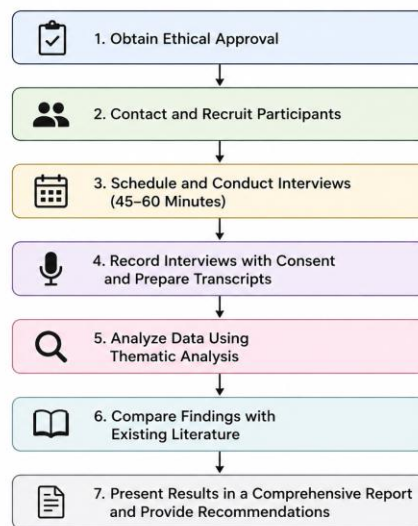 1. Obtain Ethical Approval
2. Contact and Recruit Participants
3. Schedule and Conduct Interviews
(45–60 Minutes)
4. Record Interviews with Consent
and Prepare Transcripts
5. Analyze Data Using
Thematic Analysis
6. Compare Findings with
Existing Literature
7. Present Results in a Comprehensive Report
and Provide Recommendations